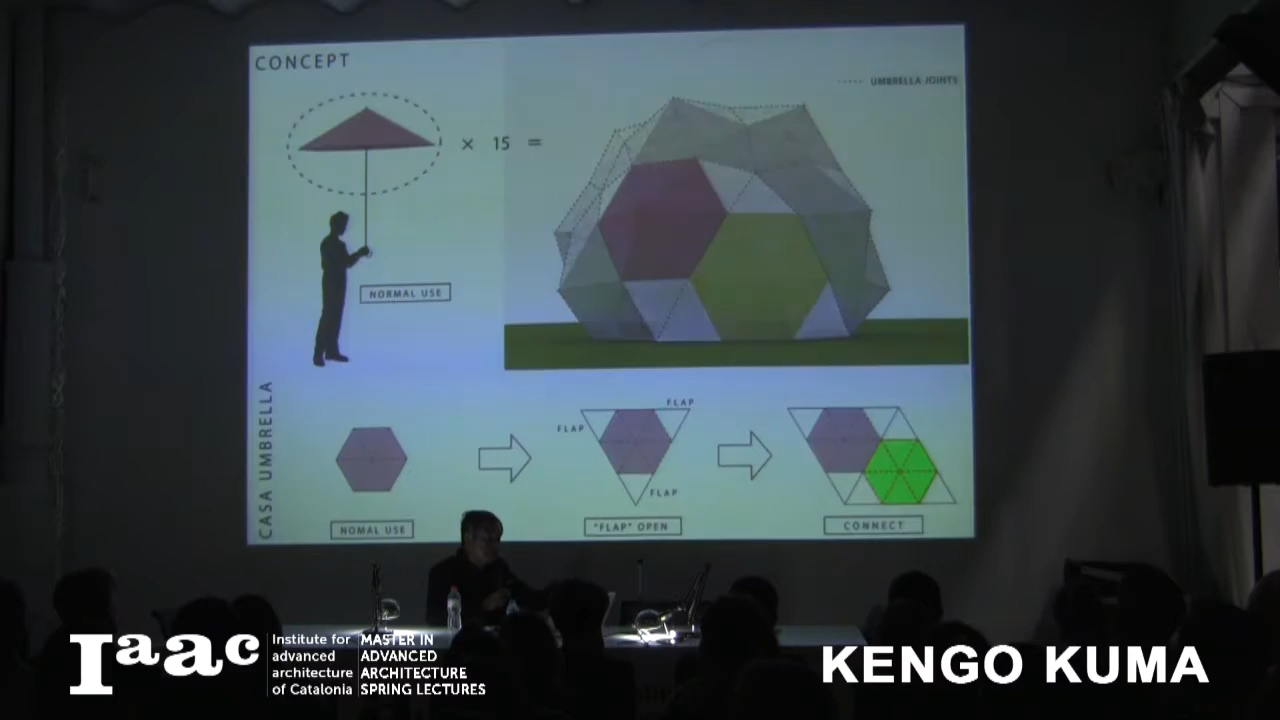 CONCEPT
UMBRELLA JOINTS
× 15 =
NORMAL USE
CASA UMBRELLA
FLAP
FLAP
FLAP
NOMAL USE
"FLAP" OPEN
CONNECT
Iaac
Institute for
advanced
architecture
of Catalonia
MASTER IN
ADVANCED
ARCHITECTURE
SPRING LECTURES
KENGO KUMA